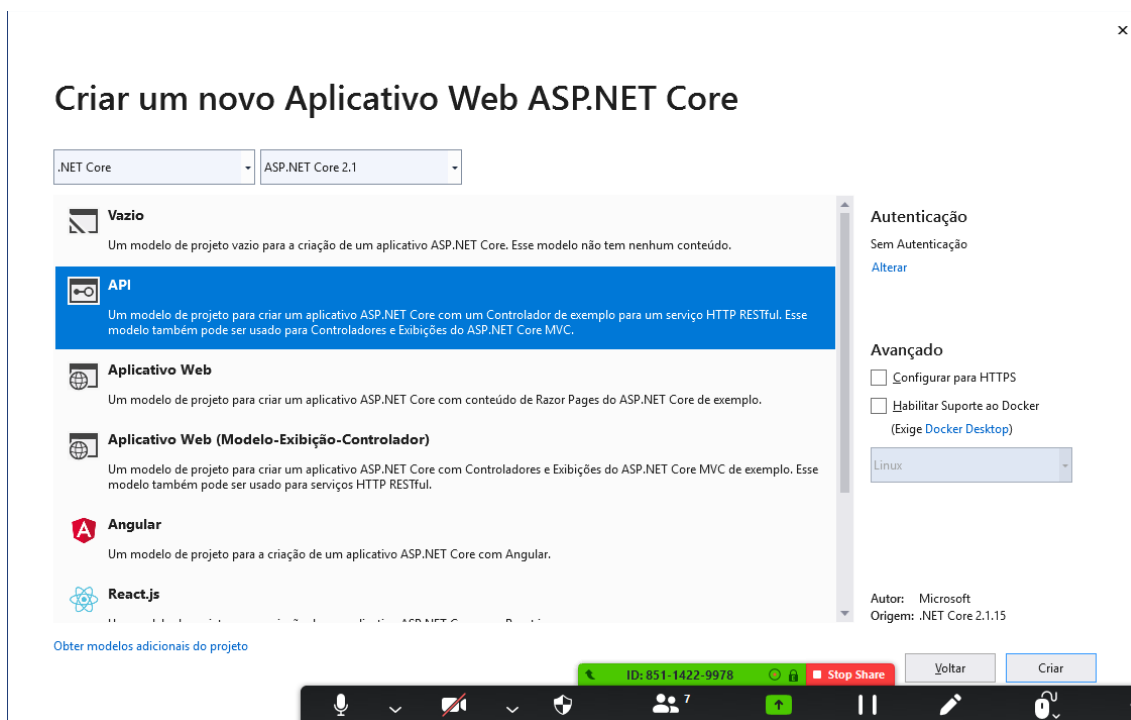 Criar um novo Aplicativo Web ASP.NET Core
.NET Core
ASP.NET Core 2.1
Vazio
Um modelo de projeto vazio para a criação de um aplicativo ASP.NET Core. Esse modelo não tem nenhum conteúdo.
API
Um modelo de projeto para criar um aplicativo ASP.NET Core com um Controlador de exemplo para um serviço HTTP RESTful. Esse
modelo também pode ser usado para Controladores e Exibições do ASP.NET Core MVC.
Aplicativo Web
Um modelo de projeto para criar um aplicativo ASP.NET Core com conteúdo de Razor Pages do ASP.NET Core de exemplo.
Aplicativo Web (Modelo-Exibição-Controlador)
Um modelo de projeto para criar um aplicativo ASP.NET Core com Controladores e Exibições do ASP.NET Core MVC de exemplo. Esse
modelo também pode ser usado para serviços HTTP RESTful.
Angular
Um modelo de projeto para a criação de um aplicativo ASP.NET Core com Angular.
React.js
Autenticação
Sem Autenticação
Alterar
Avançado
Configurar para HTTPS
Habilitar Suporte ao Docker
(Exige Docker Desktop)
Linux
Autor: Microsoft
Origem: .NET Core 2.1.15
Obter modelos adicionais do projeto
Voltar
Criar
ID: 851-1422-9978
Stop Share
7